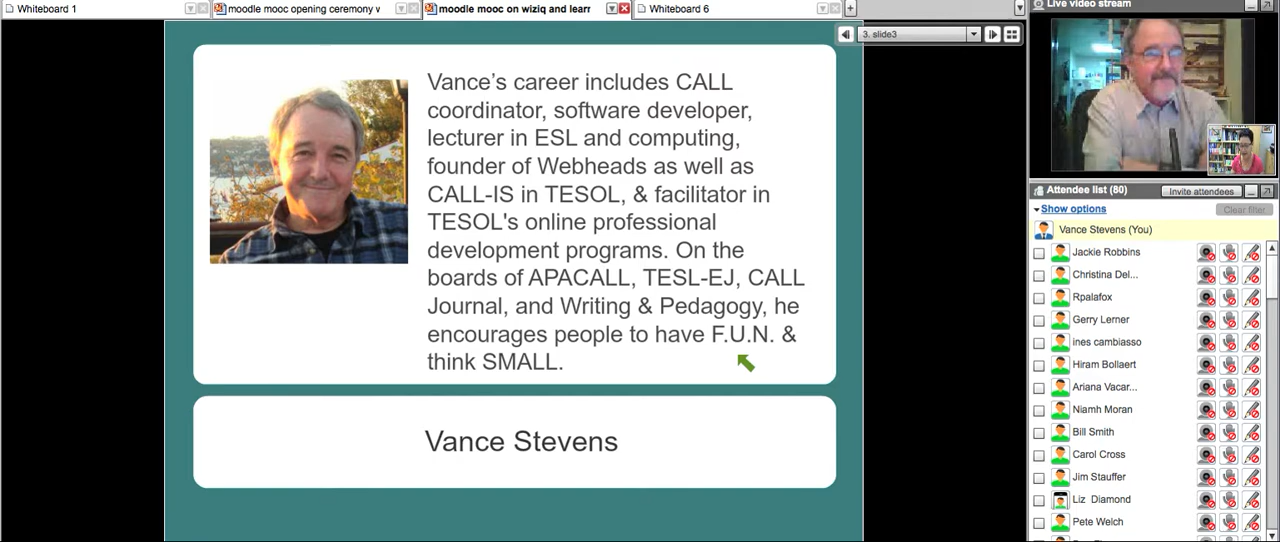 Whiteboard 1
moodle mooc opening ceremony v
moodle mooc on wiziq and learn
Whiteboard 6
Live video stream
3. slide3
Vance’s career includes CALL
coordinator, software developer,
lecturer in ESL and computing,
founder of Webheads as well as
CALL-IS in TESOL, & facilitator in
TESOL's online professional
development programs. On the
boards of APACALL, TESL-EJ, CALL
Journal, and Writing & Pedagogy, he
encourages people to have F.U.N. &
think SMALL.
Vance Stevens
Attendee list (80)
Invite attendees
Show options
Clear filter
Vance Stevens (You)
Jackie Robbins
Christina Del...
Rpalafox
Gerry Lerner
ines cambiasso
Hiram Bollaert
Ariana Vacar...
Niamh Moran
Bill Smith
Carol Cross
Jim Stauffer
Liz Diamond
Pete Welch